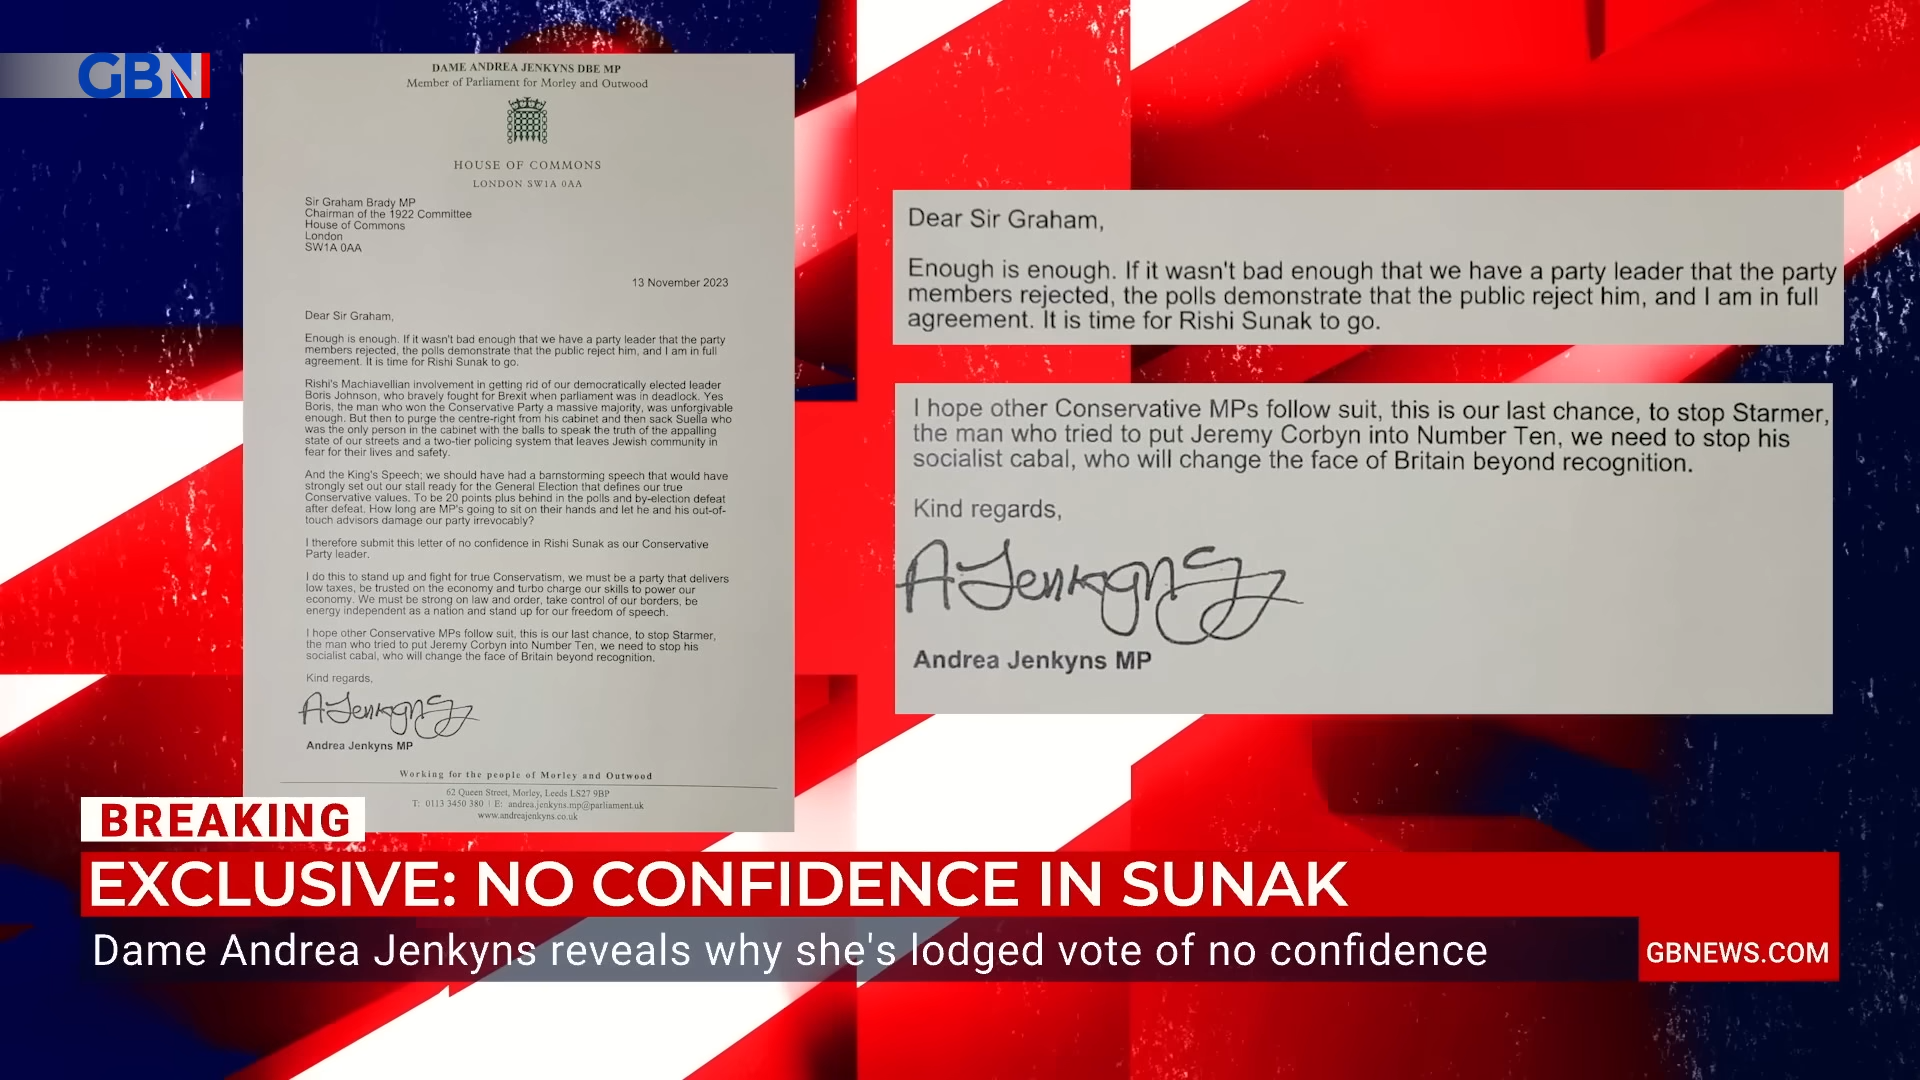 GBN
DAME ANDREA JENKYNS DBE MP
Member of Parliament for Morley and Outwood
HOUSE OF COMMONS
LONDON SW1A 0AA
Sir Graham Brady MP
Chairman of the 1922 Committee
House of Commons
London
SW1A 0AA
13 November 2023
Dear Sir Graham,
Enough is enough. If it wasn't bad enough that we have a party leader that the party
members rejected, the polls demonstrate that the public reject him, and I am in full
agreement. It is time for Rishi Sunak to go.
Rishi's Machiavellian involvement in getting rid of our democratically elected leader
Boris Johnson, who bravely fought for Brexit when parliament was in deadlock. Yes
Boris, the man who won the Conservative Party a massive majority, was unforgivable
enough. But then to purge the centre-right from his cabinet and then sack Suella who
was the only person in the cabinet with the balls to speak the truth of the appalling
state of our streets and a two-tier policing system that leaves Jewish community in
fear for their lives and safety.
And the King's Speech; we should have had a barnstorming speech that would have
strongly set out our stall ready for the General Election that defines our true
Conservative values. To be 20 points plus behind in the polls and by-election defeat
after defeat. How long are MP's going to sit on their hands and let he and his out-of-
touch advisors damage our party irrevocably?
I therefore submit this letter of no confidence in Rishi Sunak as our Conservative
Party leader.
I do this to stand up and fight for true Conservatism, we must be a party that delivers
low taxes, be trusted on the economy and turbo charge our skills to power our
economy. We must be strong on law and order, take control of our borders, be
energy independent as a nation and stand up for our freedom of speech.
I hope other Conservative MPs follow suit, this is our last chance, to stop Starmer,
the man who tried to put Jeremy Corbyn into Number Ten, we need to stop his
socialist cabal, who will change the face of Britain beyond recognition.
Kind regards,
A Jenkyns
Andrea Jenkyns MP
Working for the people of Morley and Outwood
62 Queen Street, Morley, Leeds LS27 9BP
T: 0113 3450 380 | E: andrea.jenkyns.mp@parliament.uk
www.andreajenkyns.co.uk
Dear Sir Graham,
Enough is enough. If it wasn't bad enough that we have a party leader that the party
members rejected, the polls demonstrate that the public reject him, and I am in full
agreement. It is time for Rishi Sunak to go.
I hope other Conservative MPs follow suit, this is our last chance, to stop Starmer,
the man who tried to put Jeremy Corbyn into Number Ten, we need to stop his
socialist cabal, who will change the face of Britain beyond recognition.
Kind regards,
A Jenkyns
Andrea Jenkyns MP
BREAKING
EXCLUSIVE: NO CONFIDENCE IN SUNAK
Dame Andrea Jenkyns reveals why she's lodged vote of no confidence
GBNEWS.COM